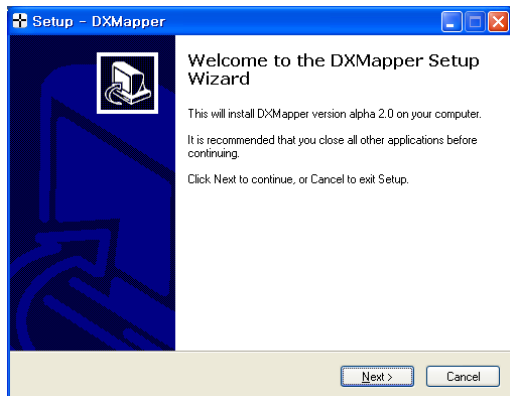 Setup - DXMapper
Welcome to the DXMapper Setup
Wizard
This will install DXMapper version alpha 2.0 on your computer.
It is recommended that you close all other applications before
continuing.
Click Next to continue, or Cancel to exit Setup.
Next >
Cancel